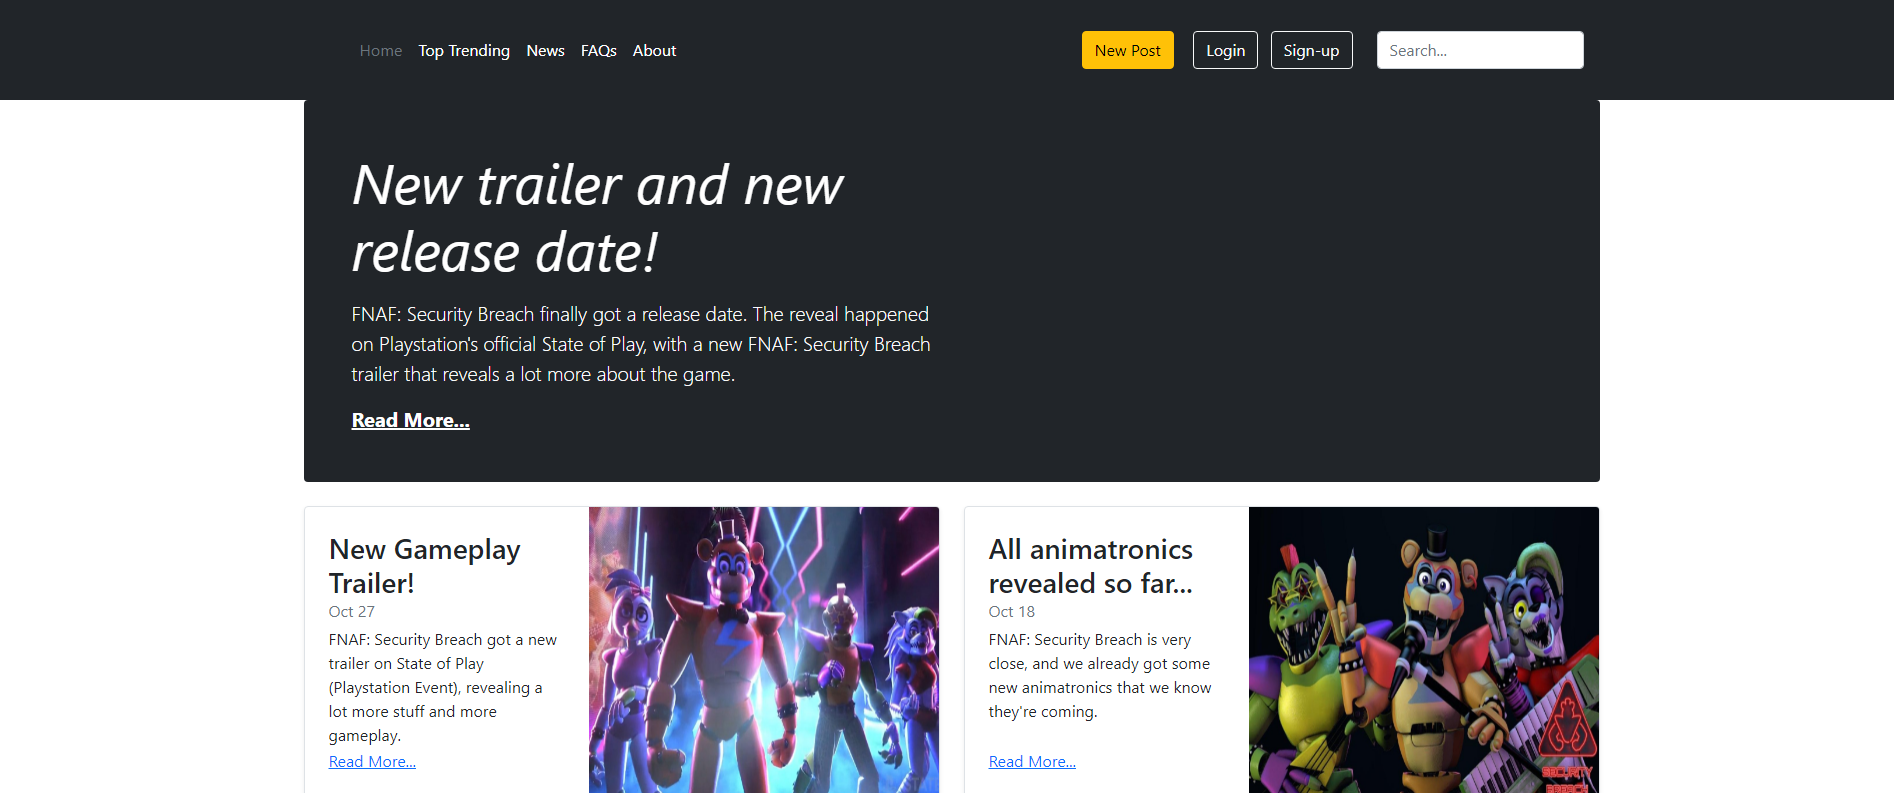 Home Top Trending News FAQs About New Post Login Sign-up Search...
New trailer and new
release date!
FNAF: Security Breach finally got a release date. The reveal happened
on Playstation's official State of Play, with a new FNAF: Security Breach
trailer that reveals a lot more about the game.
Read More...
New Gameplay
Trailer!
Oct 27
FNAF: Security Breach got a new
trailer on State of Play
(Playstation Event), revealing a
lot more stuff and more
gameplay.
Read More...
All animatronics
revealed so far...
Oct 18
FNAF: Security Breach is very
close, and we already got some
new animatronics that we know
they're coming.
Read More...
SECURITY
BREACH